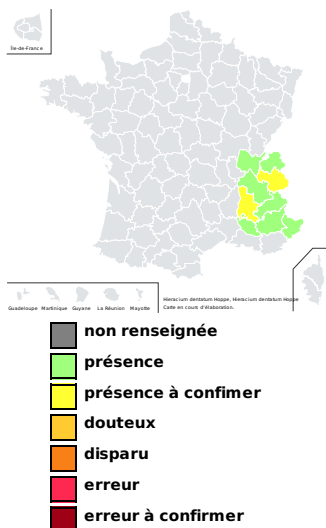 Île-de-France
Guadeloupe Martinique Guyane La Réunion Mayotte
Hieracium dentatum Hoppe, Hieracium dentatum Hoppe
Carte en cours d'élaboration.
non renseignée
présence
présence à confimer
douteux
disparu
erreur
erreur à confirmer